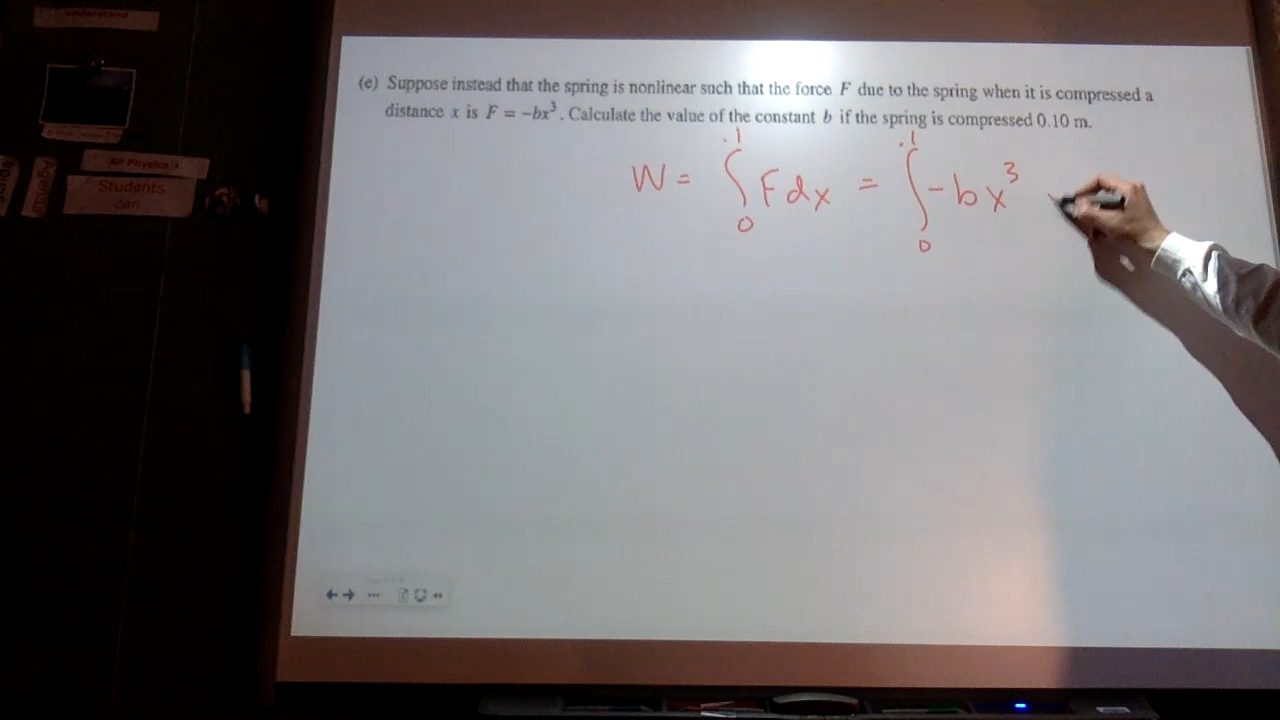 understand
AP Physics
Students
can
Agenda
(e) Suppose instead that the spring is nonlinear such that the force F due to the spring when it is compressed a
distance x is F = −bx³. Calculate the value of the constant b if the spring is compressed 0.10 m.
W = ∫₀^.1 F dx = ∫₀^.1 -bx³